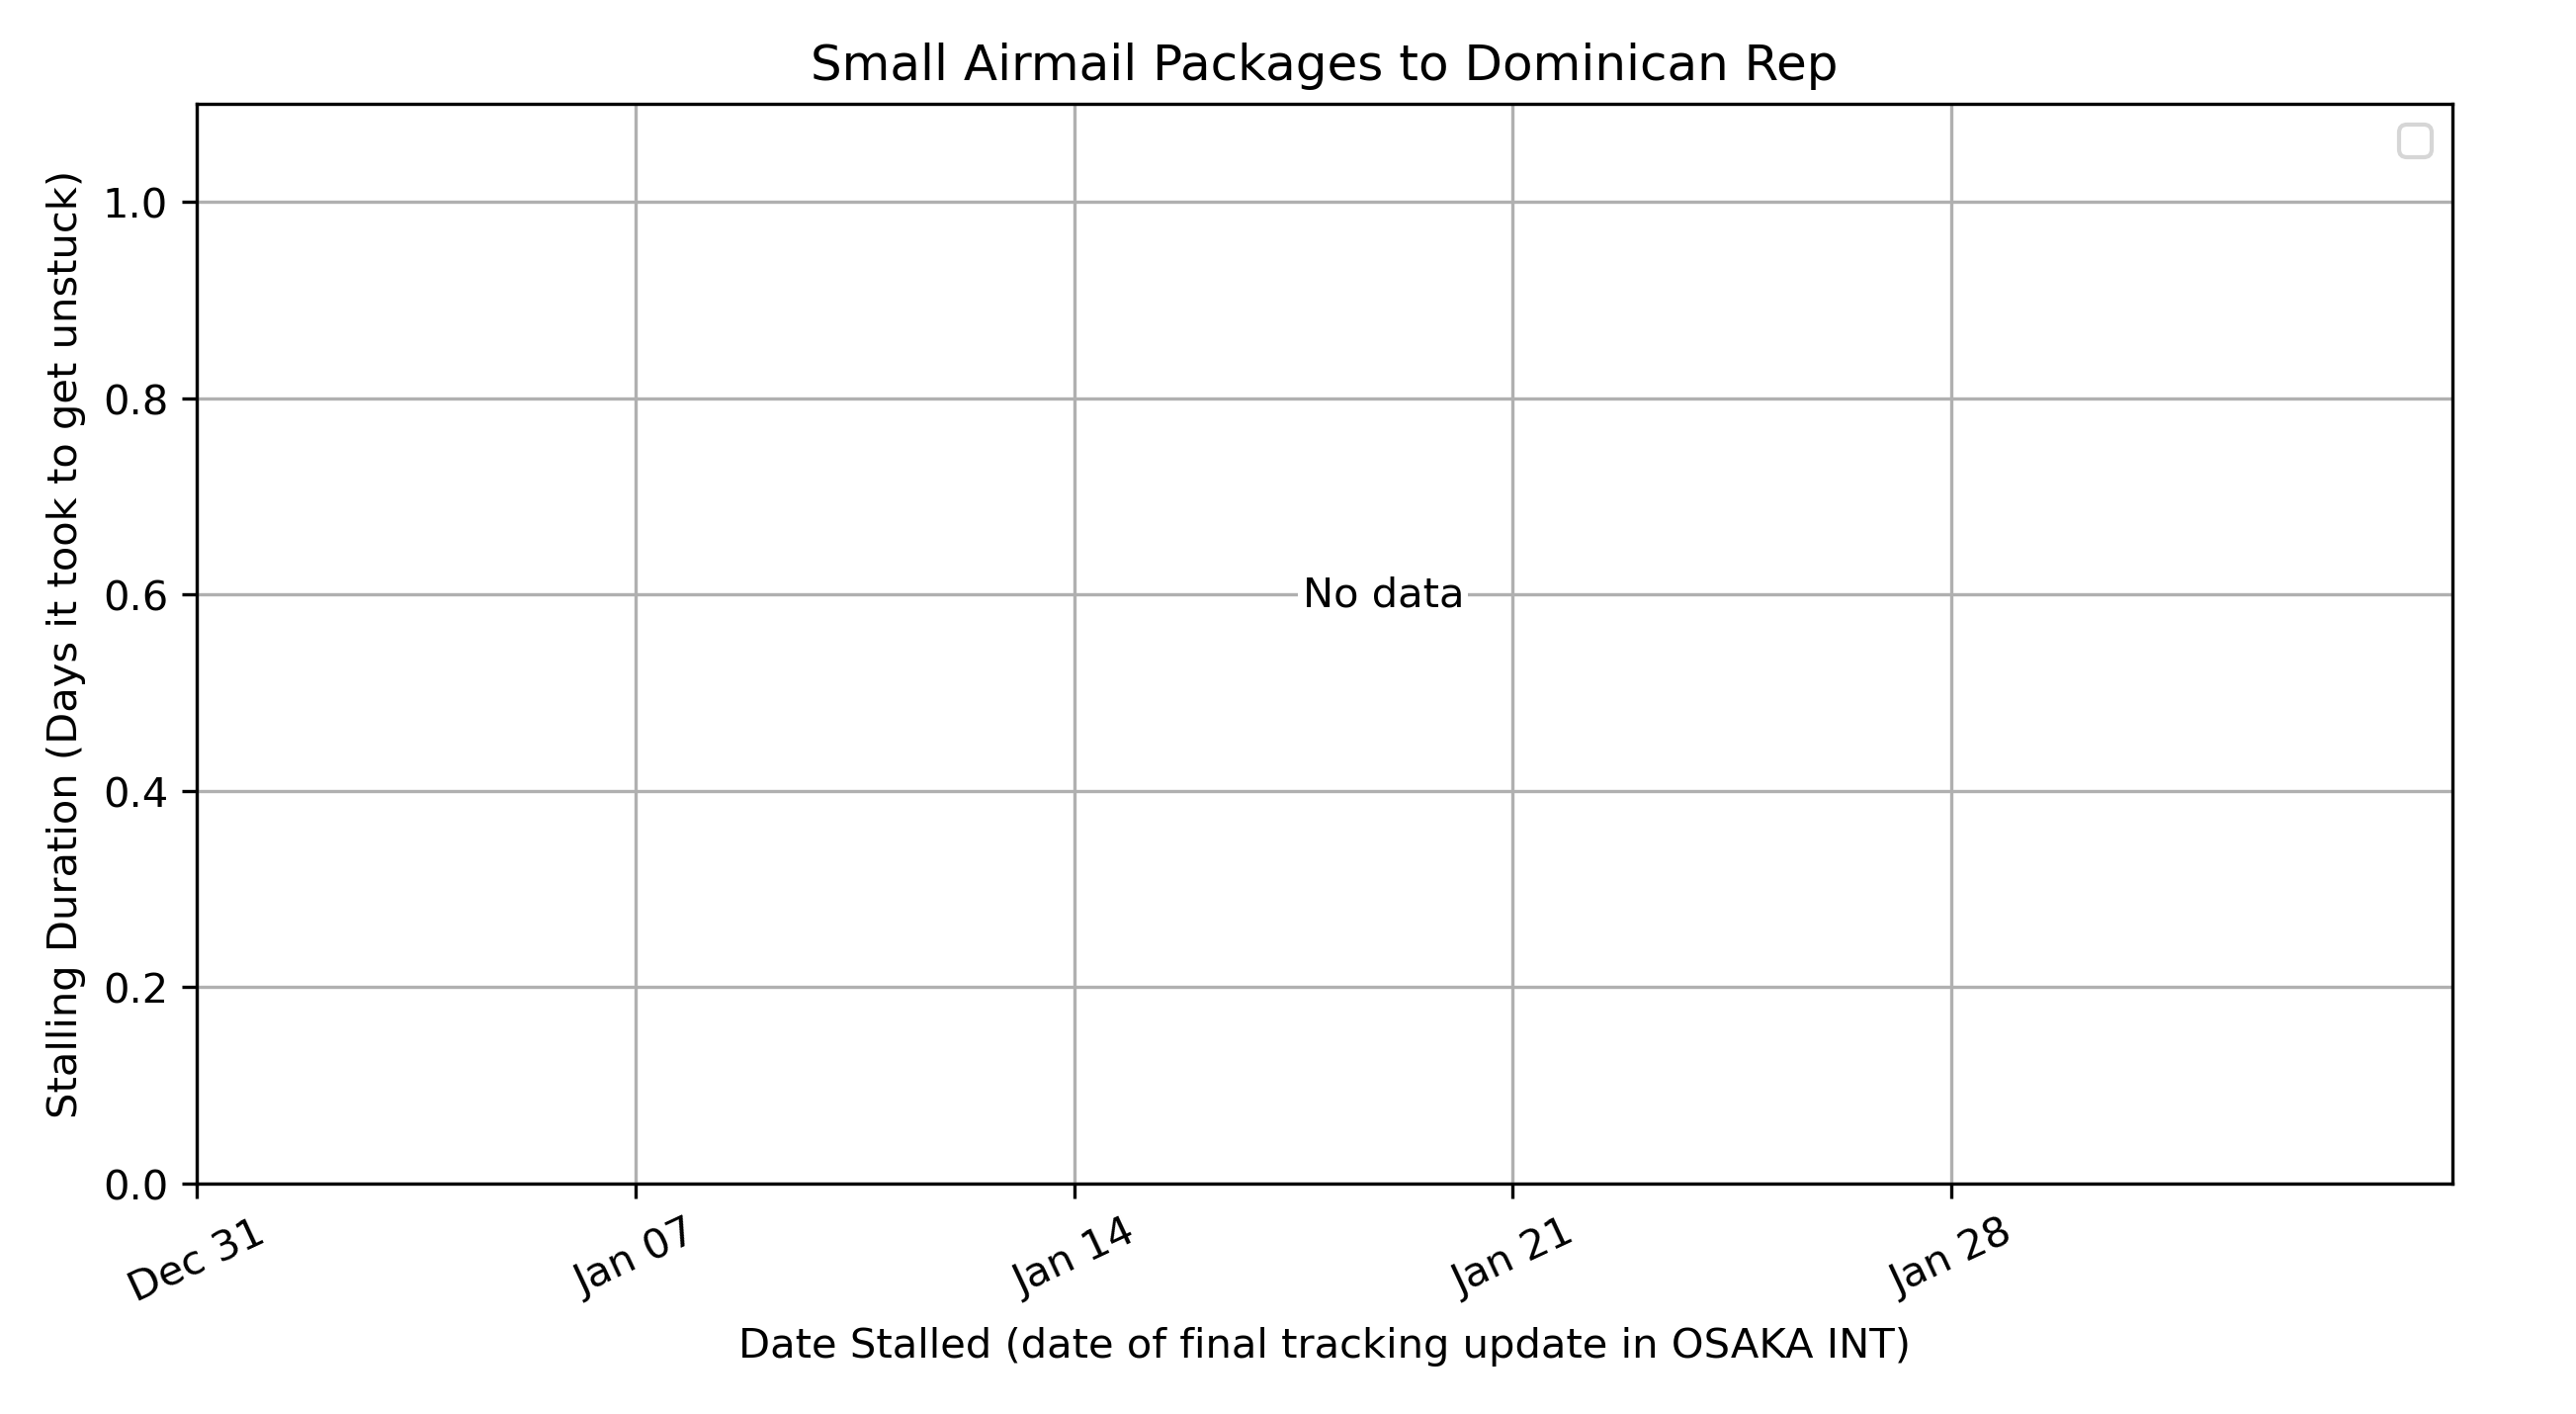 Small Airmail Packages to Dominican Rep
Stalling Duration (Days it took to get unstuck)
1.0
0.8
0.6
0.4
0.2
0.0
No data
Dec 31
Jan 07
Jan 14
Jan 21
Jan 28
Date Stalled (date of final tracking update in OSAKA INT)